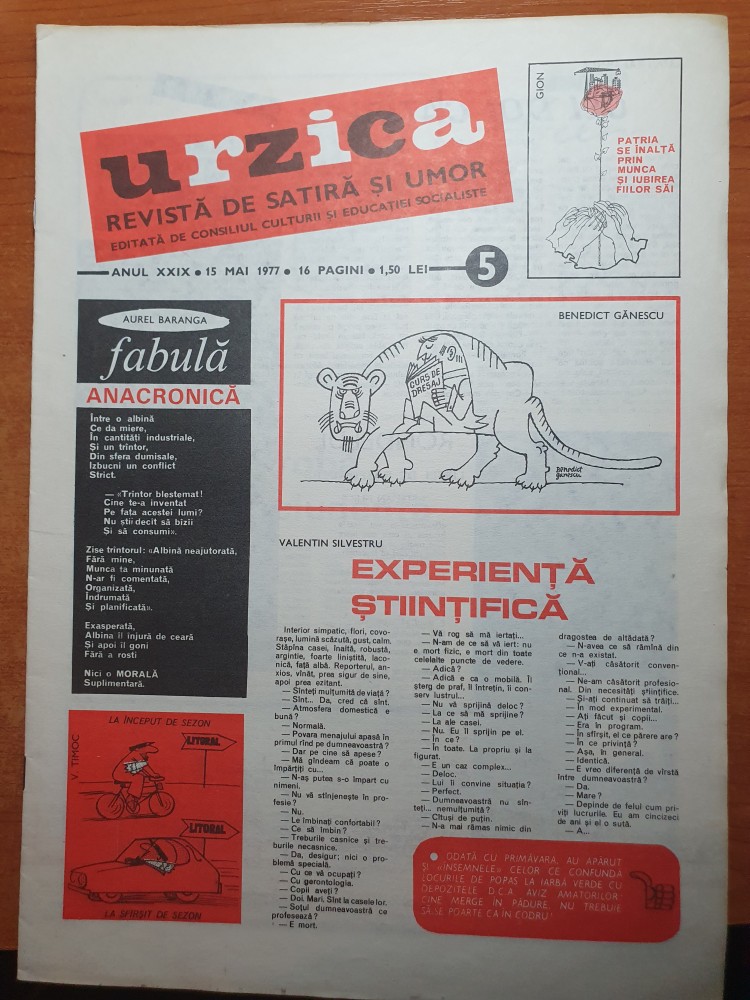 urzica
REVISTĂ DE SATIRĂ ȘI UMOR
EDITATĂ DE CONSILIUL CULTURII ȘI EDUCAȚIEI SOCIALISTE
ANUL XXIX ● 15 MAI 1977 ● 16 PAGINI ● 1,50 LEI
5
GION
PATRIA
SE ÎNALȚĂ
PRIN
MUNCA
ȘI IUBIREA
FIILOR SĂI
AUREL BARANGA
fabulă
ANACRONICĂ
Între o albină
Ce da miere,
În cantități industriale,
Și un trîntor,
Din sfera dumisale,
Izbucni un conflict
Strict.
— «Trîntor blestemat!
Cine te-a inventat
Pe fața acestei lumi?
Nu știi decît să bîzîi
Și să consumi».
Zise trîntorul: «Albină neajutorată,
Fără mine,
Munca ta minunată
N-ar fi comentată,
Organizată,
Îndrumată
Și planificată».
Exasperată,
Albina îl înjură de ceară
Și apoi îl goni
Fără a rosti
Nici o MORALĂ
Suplimentară.
BENEDICT GĂNESCU
CURS DE
DRESAJ
Benedict
Gănescu
V. TIMOC
LA ÎNCEPUT DE SEZON
LITORAL
LITORAL
LA SFÎRȘIT DE SEZON
VALENTIN SILVESTRU
EXPERIENȚĂ
ȘTIINȚIFICĂ
Interior simpatic, flori, covo-
rașe, lumină scăzută, gust, calm.
Stăpîna casei, înaltă, robustă,
argintie, foarte liniștită, laco-
nică, față albă. Reporterul, an-
xios, vînăt, prea sigur de sine,
apoi prea ezitant.
— Sînteți mulțumită de viață?
— Sînt... Da, cred că sînt.
— Atmosfera domestică e
bună?
— Normală.
— Povara menajului apasă în
primul rînd pe dumneavoastră?
— Dar pe cine să apese?
— Mă gîndeam că poate o
împărțiți cu...
— N-aș putea s-o împart cu
nimeni.
— Nu vă stînjenește în pro-
fesie?
— Nu.
— Le îmbinați confortabil?
— Ce să îmbin?
— Treburile casnice și tre-
burile necasnice.
— Da, desigur; nici o pro-
blemă specială.
— Cu ce vă ocupați?
— Cu gerontologia.
— Copii aveți?
— Doi. Mari. Sînt la casele lor.
— Soțul dumneavoastră ce
profesează?
— E mort.
— Vă rog să mă iertați...
— N-am de ce să vă iert: nu
e mort fizic, e mort din toate
celelalte puncte de vedere.
— Adică?
— Adică e ca o mobilă. Îl
șterg de praf, îl întrețin, îi con-
serv lustrul...
— Nu vă sprijină deloc?
— La ce să mă sprijine?
— La ale casei.
— Nu. Eu îl sprijin pe el.
— În ce?
— În toate. La propriu și la
figurat.
— E un caz complex...
— Deloc.
— Lui îi convine situația?
— Perfect.
— Dumneavoastră nu sîn-
teți... nemulțumită?
— Cîtuși de puțin.
— N-a mai rămas nimic din
dragostea de altădată?
— N-avea ce să rămînă din
ce n-a existat.
— V-ați căsătorit conven-
țional...
— Ne-am căsătorit profesio-
nal. Din necesități științifice.
— Și-ați continuat să trăiți...
— În mod experimental.
— Ați făcut și copii...
— Era în program.
— În sfîrșit, el ce părere are?
— În ce privință?
— Așa, în general.
— Identică.
— E vreo diferență de vîrstă
între dumneavoastră?
— Da.
— Mare?
— Depinde de felul cum pri-
viți lucrurile. Eu am cincizeci
de ani și el o sută.
— A...
● ODATĂ CU PRIMĂVARA, AU APĂRUT
ȘI «ÎNSEMNELE» CELOR CE CONFUNDĂ
LOCURILE DE POPAS LA IARBĂ VERDE CU
DEPOZITELE D.C.A. AVIZ AMATORILOR:
CINE MERGE ÎN PĂDURE, NU TREBUIE
SĂ SE POARTE CA ÎN CODRU!